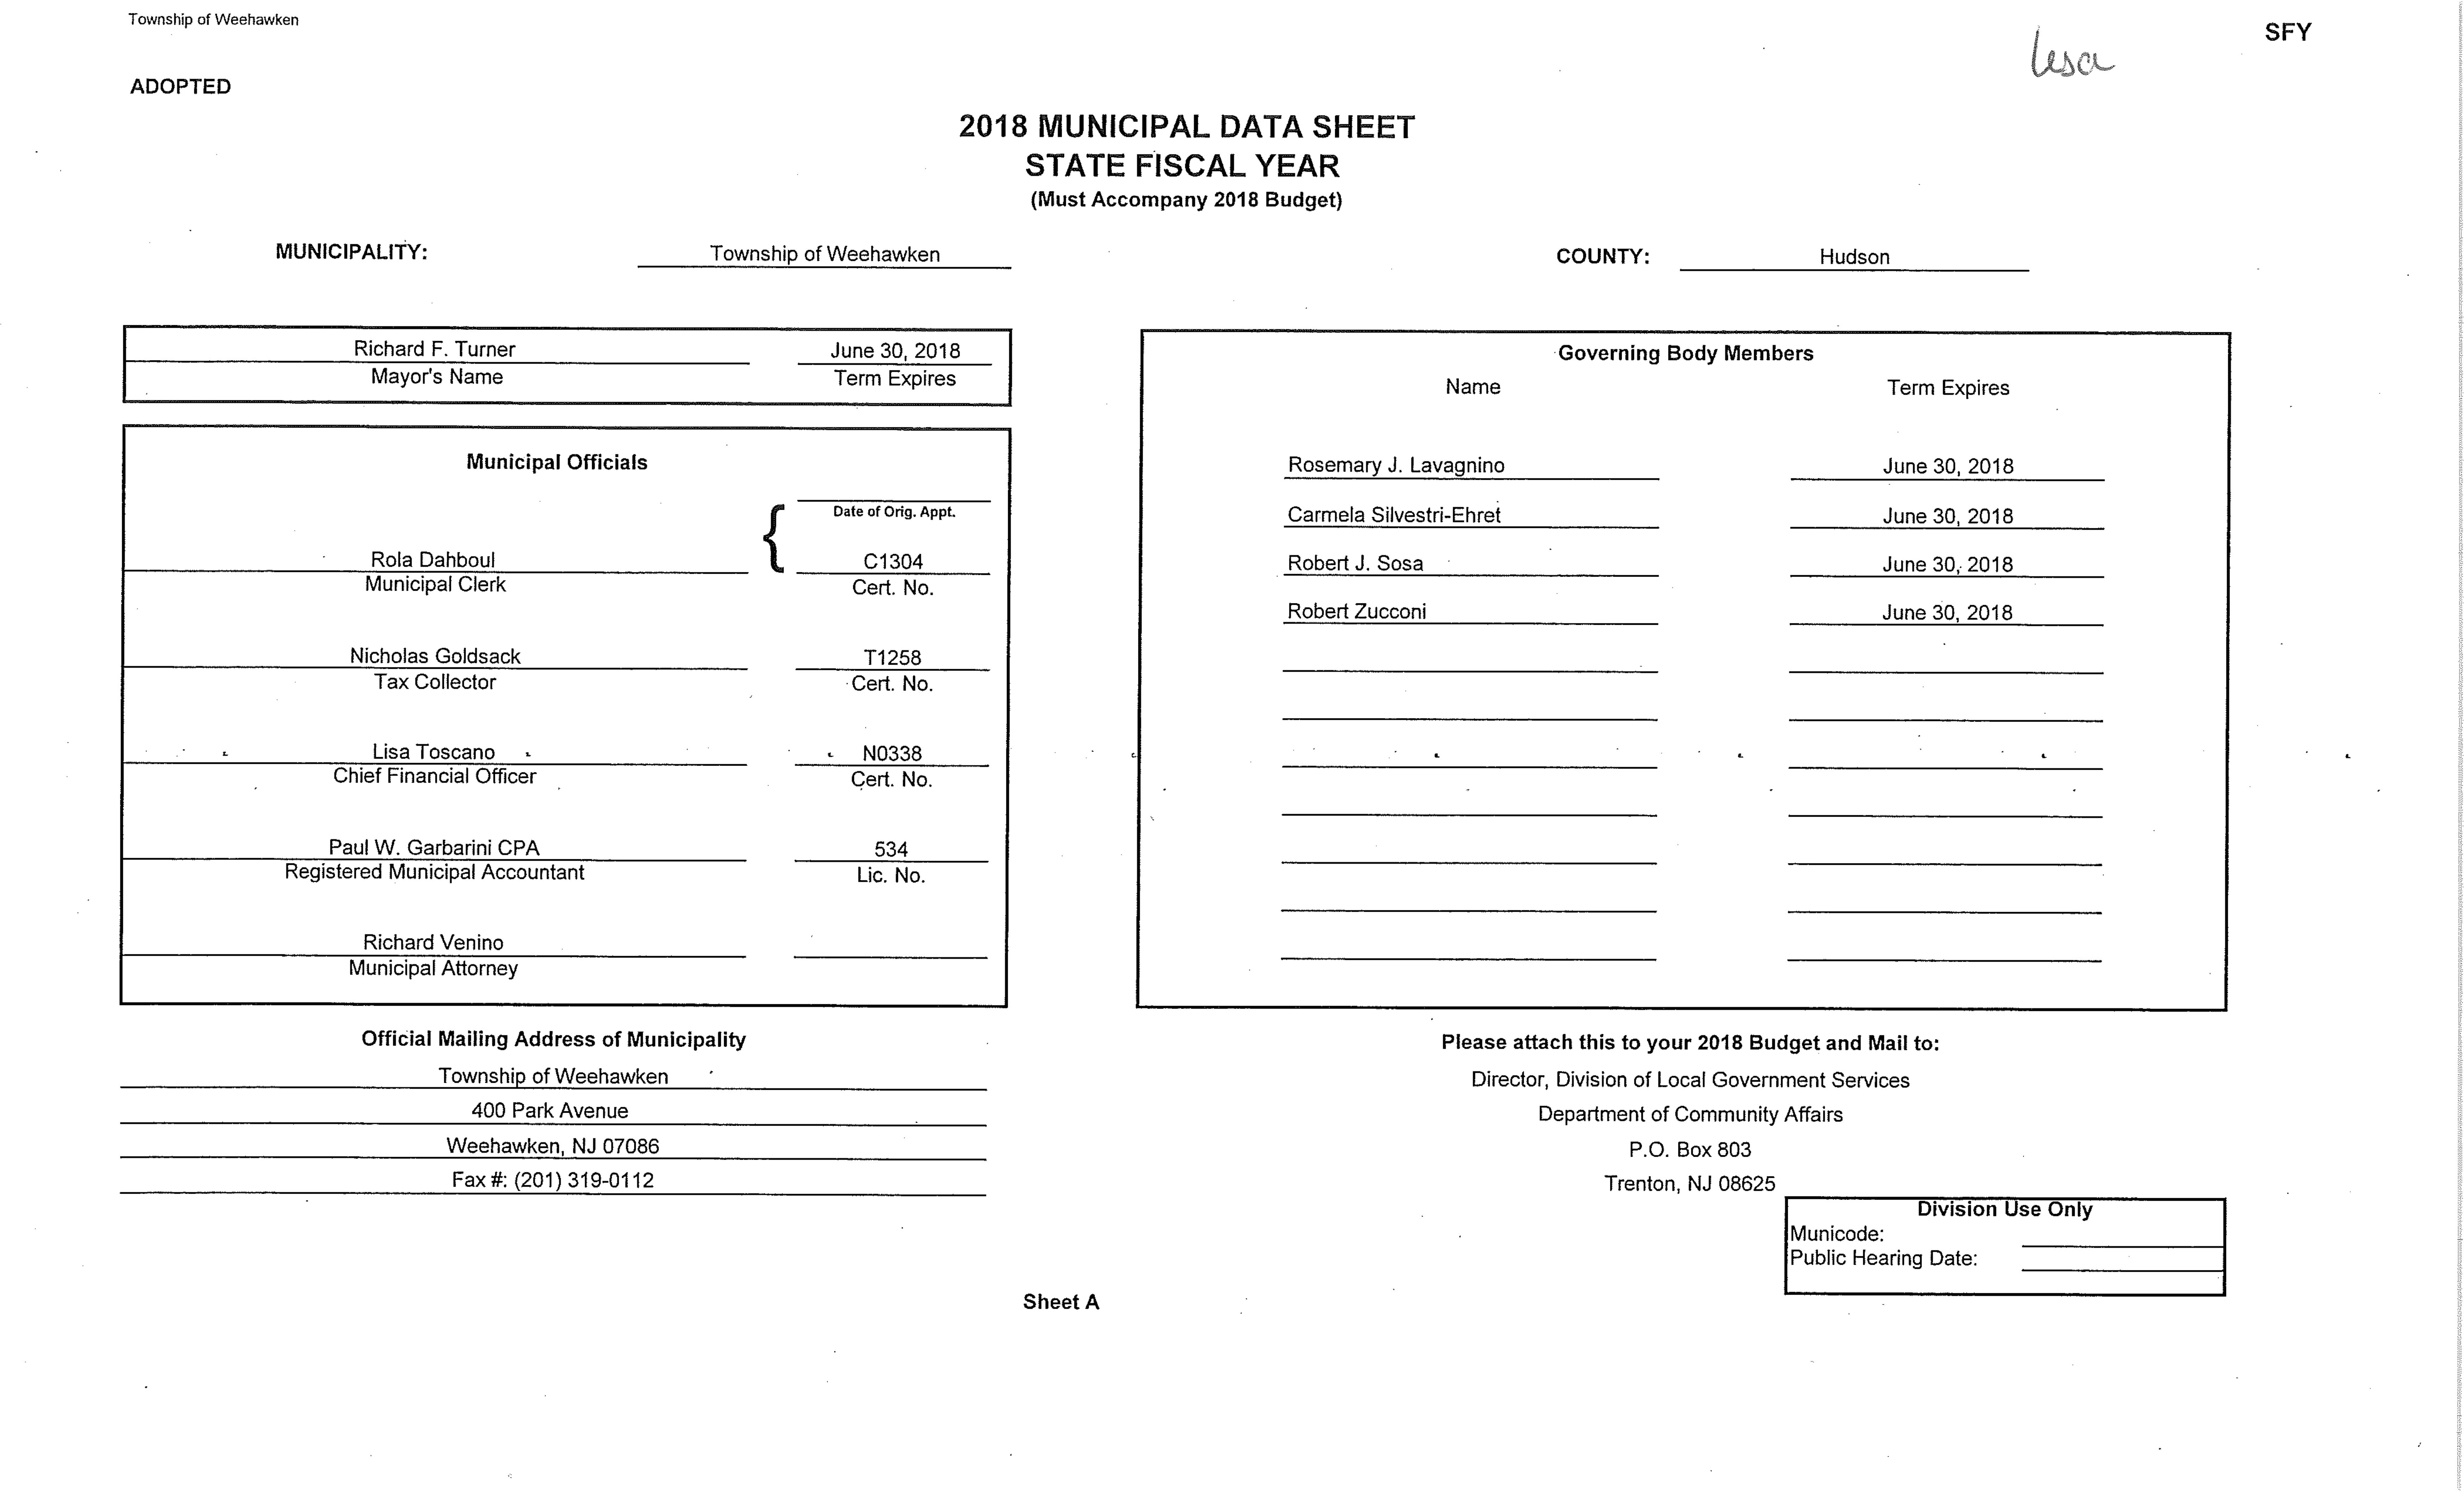 Township of Weehawken
SFY
Lisa
ADOPTED
2018 MUNICIPAL DATA SHEET
STATE FISCAL YEAR
(Must Accompany 2018 Budget)
MUNICIPALITY: Township of Weehawken
COUNTY: Hudson
Richard F. Turner June 30, 2018
Mayor's Name Term Expires
Municipal Officials
{ Date of Orig. Appt.
Rola Dahboul C1304
Municipal Clerk Cert. No.
Nicholas Goldsack T1258
Tax Collector Cert. No.
Lisa Toscano N0338
Chief Financial Officer Cert. No.
Paul W. Garbarini CPA 534
Registered Municipal Accountant Lic. No.
Richard Venino
Municipal Attorney
Official Mailing Address of Municipality
Township of Weehawken
400 Park Avenue
Weehawken, NJ 07086
Fax #: (201) 319-0112
Governing Body Members
Name Term Expires
Rosemary J. Lavagnino June 30, 2018
Carmela Silvestri-Ehret June 30, 2018
Robert J. Sosa June 30, 2018
Robert Zucconi June 30, 2018
Please attach this to your 2018 Budget and Mail to:
Director, Division of Local Government Services
Department of Community Affairs
P.O. Box 803
Trenton, NJ 08625
Division Use Only
Municode:
Public Hearing Date:
Sheet A